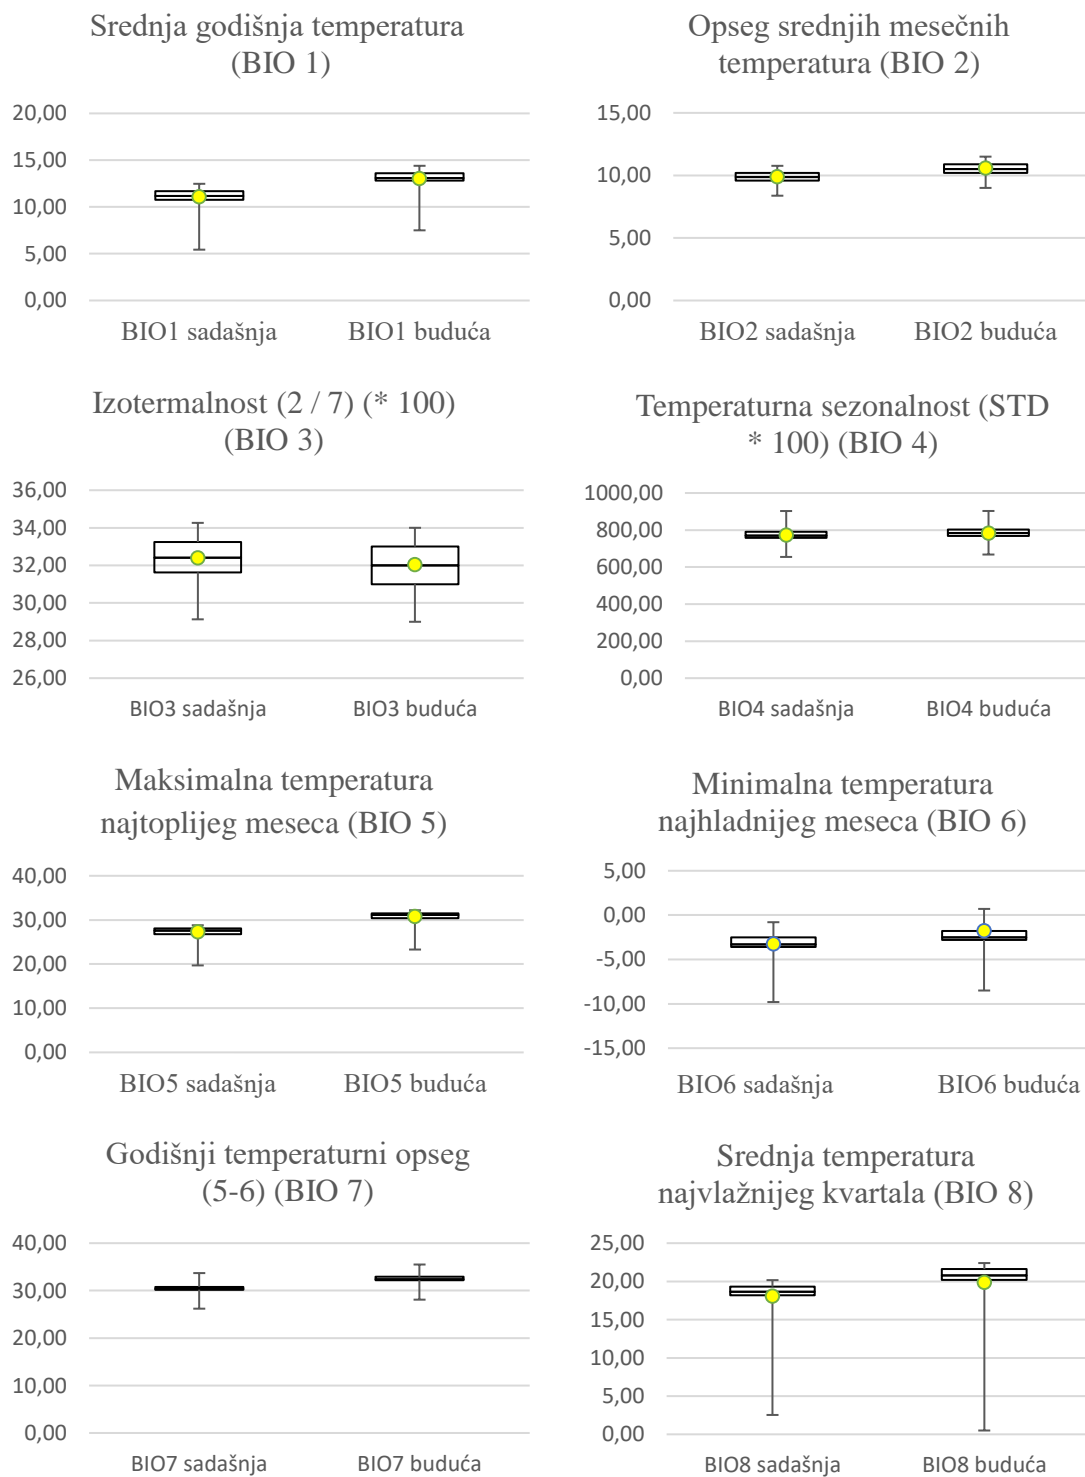 Srednja godišnja temperatura
(BIO 1)
20,00
15,00
10,00
5,00
0,00
BIO1 sadašnja
BIO1 buduća
Opseg srednjih mesečnih
temperatura (BIO 2)
15,00
10,00
5,00
0,00
BIO2 sadašnja
BIO2 buduća
Izotermalnost (2 / 7) (* 100)
(BIO 3)
36,00
34,00
32,00
30,00
28,00
26,00
BIO3 sadašnja
BIO3 buduća
Temperaturna sezonalnost (STD
* 100) (BIO 4)
1000,00
800,00
600,00
400,00
200,00
0,00
BIO4 sadašnja
BIO4 buduća
Maksimalna temperatura
najtoplijeg meseca (BIO 5)
40,00
30,00
20,00
10,00
0,00
BIO5 sadašnja
BIO5 buduća
Minimalna temperatura
najhladnijeg meseca (BIO 6)
5,00
0,00
-5,00
-10,00
-15,00
BIO6 sadašnja
BIO6 buduća
Godišnji temperaturni opseg
(5-6) (BIO 7)
40,00
30,00
20,00
10,00
0,00
BIO7 sadašnja
BIO7 buduća
Srednja temperatura
najvlažnijeg kvartala (BIO 8)
25,00
20,00
15,00
10,00
5,00
0,00
BIO8 sadašnja
BIO8 buduća